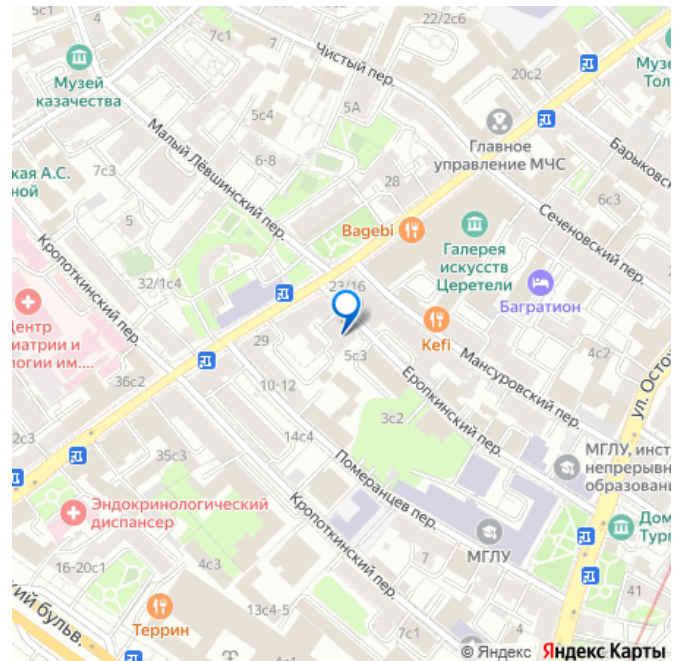 5с1
22/2с6
7с1
7
Чистый пер.
20с2
Музе
Тол
Музей
казачества
5А
5с4
Главное
управление МЧС
Малый Лёвшинский пер.
6-8
Барыковс
кая А.С.
ной
7с3
28
6с3
5
Bagebi
Сеченовский пер.
Кропоткинский пер.
Галерея
искусств
Церетели
32/1с4
23/16
Багратион
Центр
иатрии и
логии им....
29
Kefi
5с3
4с2
Мансуровский пер.
36с2
10-12
Еропкинский пер.
ул. Осто
2с3
3с2
14с4
35с3
МГЛУ, инст
непрерывн
образовани
Померанцев пер.
Эндокринологический
диспансер
Кропоткинский пер.
Дом
Тург
МГЛУ
16-20с1
4с3
7
41
кий бульв.
Террин
13с4-5
7с1
4
© Яндекс Яндекс Карты